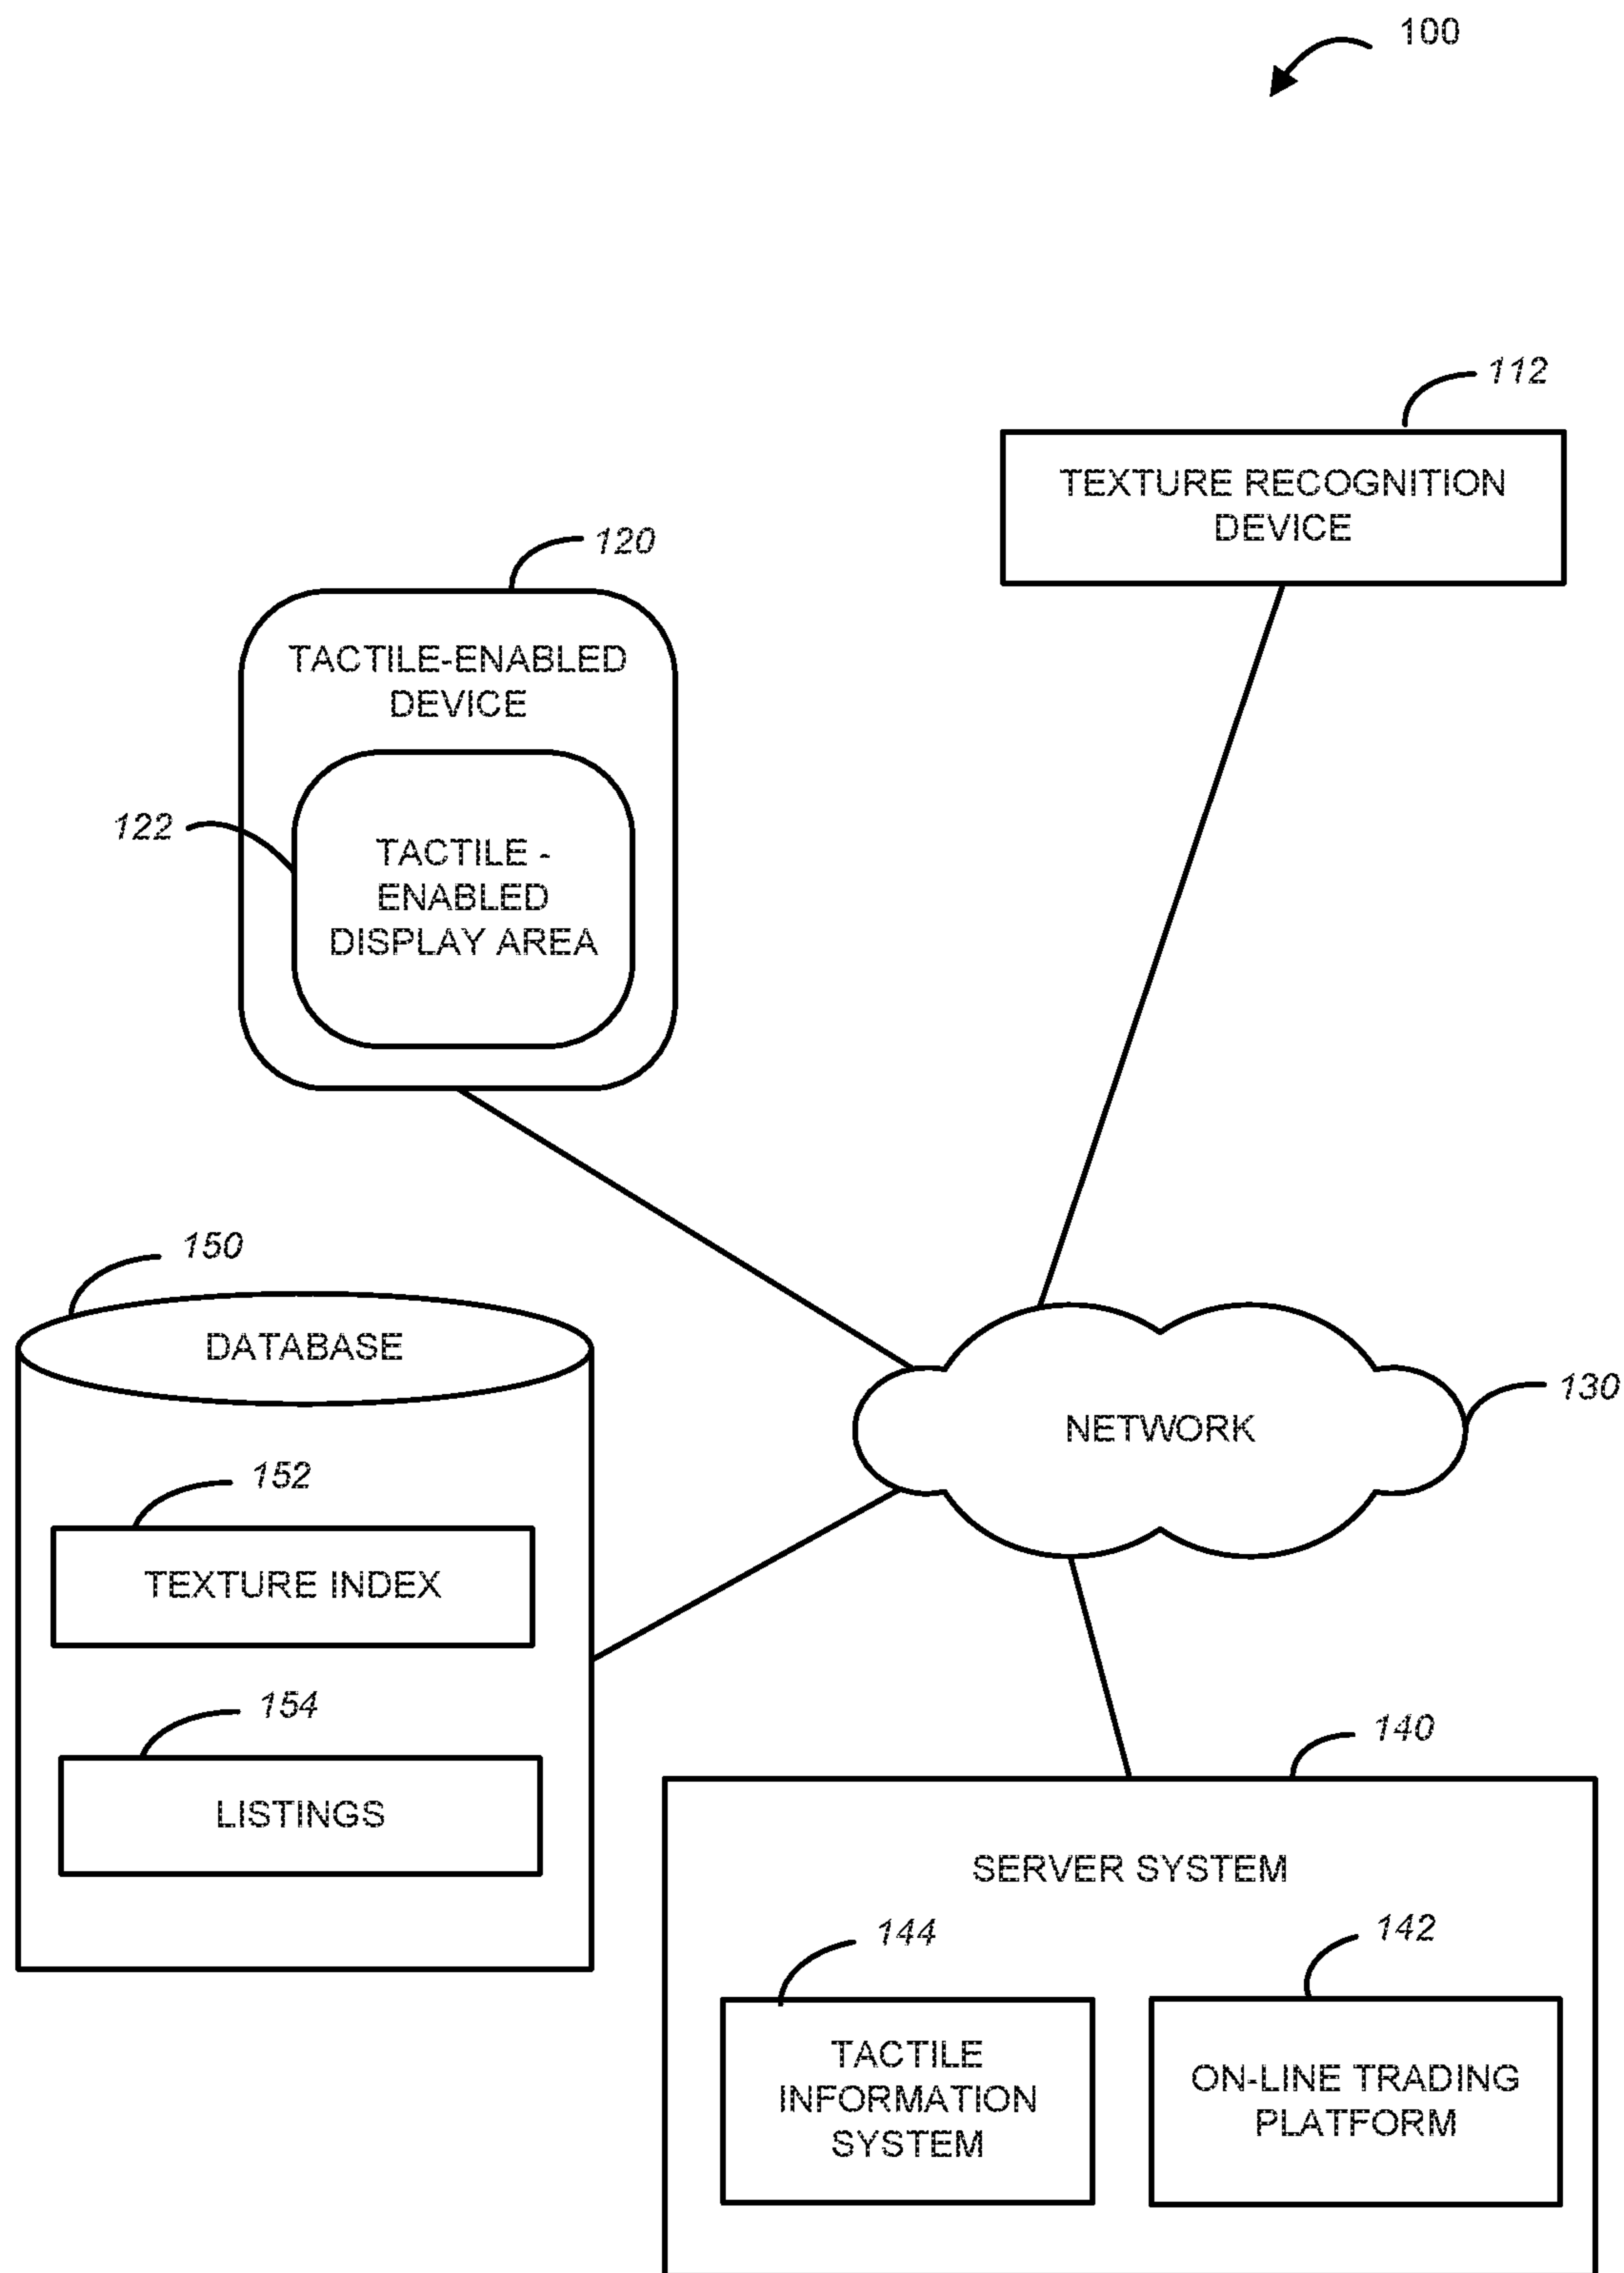 100
112
TEXTURE RECOGNITION
DEVICE
120
TACTILE-ENABLED
DEVICE
122
TACTILE -
ENABLED
DISPLAY AREA
150
DATABASE
130
NETWORK
152
TEXTURE INDEX
154
LISTINGS
140
SERVER SYSTEM
144
142
TACTILE
INFORMATION
SYSTEM
ON-LINE TRADING
PLATFORM